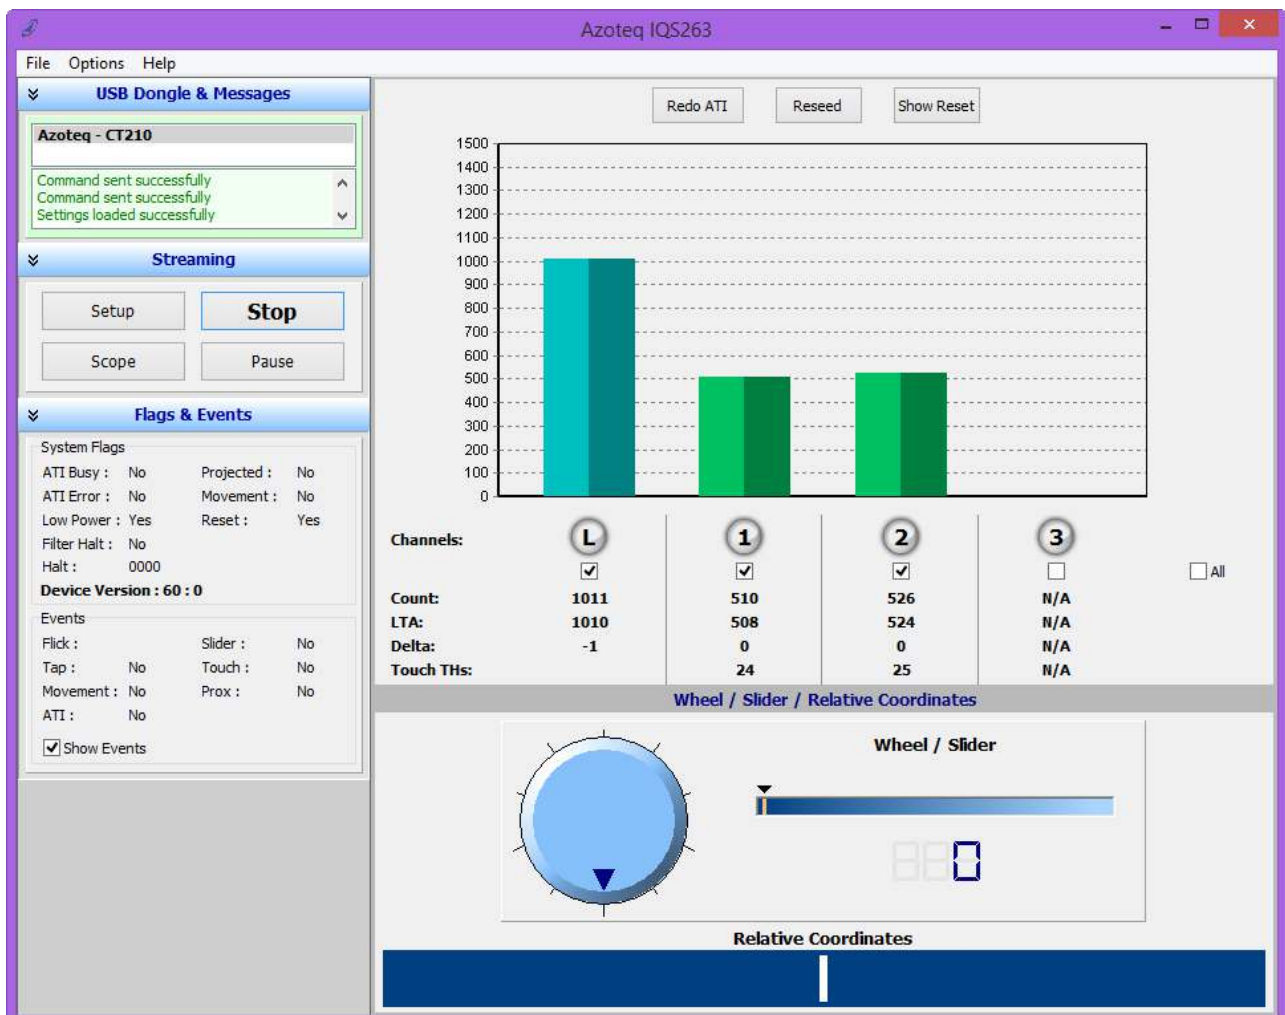 Azoteq IQS263
File Options Help
USB Dongle & Messages
Azoteq - CT210
Command sent successfully
Command sent successfully
Settings loaded successfully
Streaming
Setup Stop
Scope Pause
Flags & Events
System Flags
ATI Busy : No Projected : No
ATI Error : No Movement : No
Low Power : Yes Reset : Yes
Filter Halt : No
Halt : 0000
Device Version : 60 : 0
Events
Flick : Slider : No
Tap : No Touch : No
Movement : No Prox : No
ATI : No
Show Events
Redo ATI Reseed Show Reset
1500
1400
1300
1200
1100
1000
900
800
700
600
500
400
300
200
100
0
Channels: L 1 2 3
All
Count: 1011 510 526 N/A
LTA: 1010 508 524 N/A
Delta: -1 0 0 N/A
Touch THs: 24 25 N/A
Wheel / Slider / Relative Coordinates
Wheel / Slider
0
Relative Coordinates